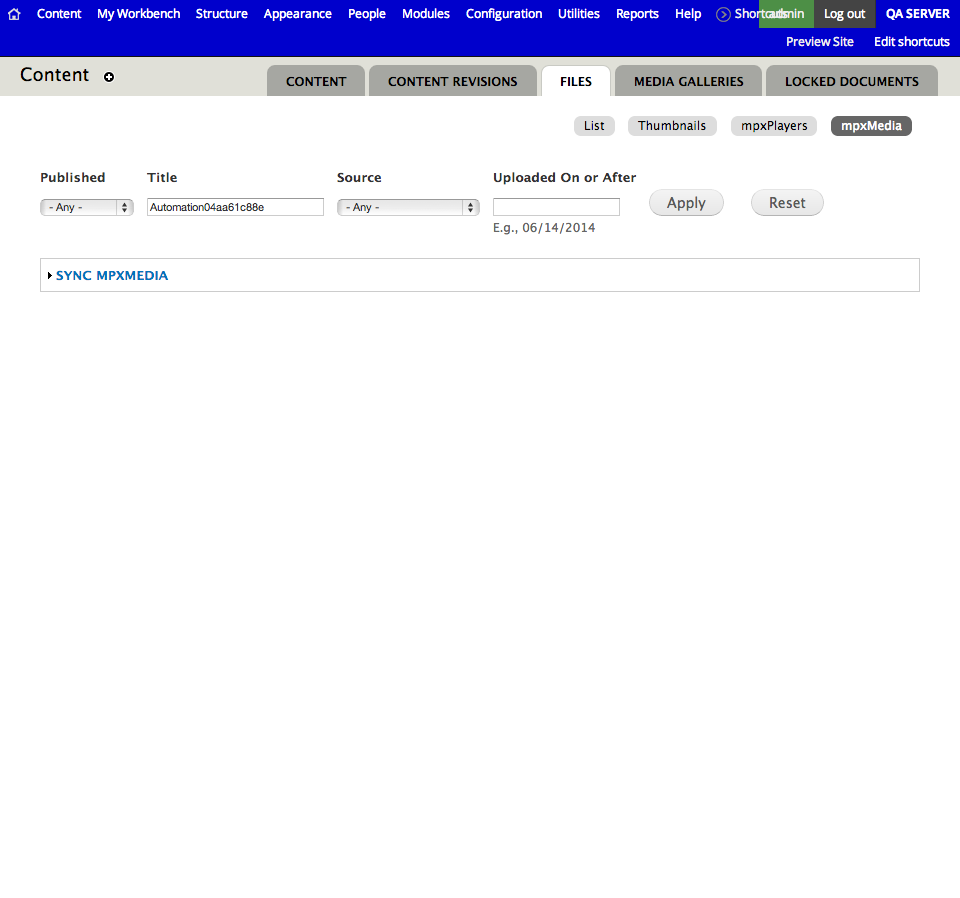 Content My Workbench Structure Appearance People Modules Configuration Utilities Reports Help Shortcuts admin Log out QA SERVER
Preview Site Edit shortcuts
Content CONTENT CONTENT REVISIONS FILES MEDIA GALLERIES LOCKED DOCUMENTS
List Thumbnails mpxPlayers mpxMedia
Published Title Source Uploaded On or After
- Any - Automation04aa61c88e - Any - Apply Reset
E.g., 06/14/2014
SYNC MPXMEDIA